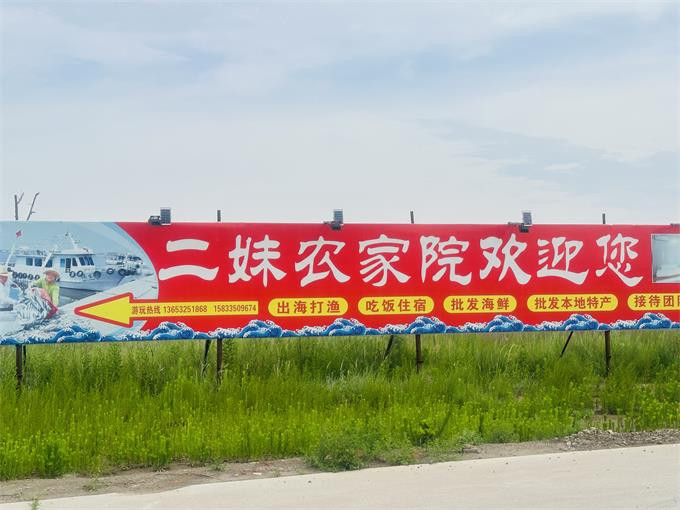 二妹农家院欢迎您
游玩热线 13653251868 15833509674 出海打渔 吃饭住宿 批发海鲜 批发本地特产 接待团